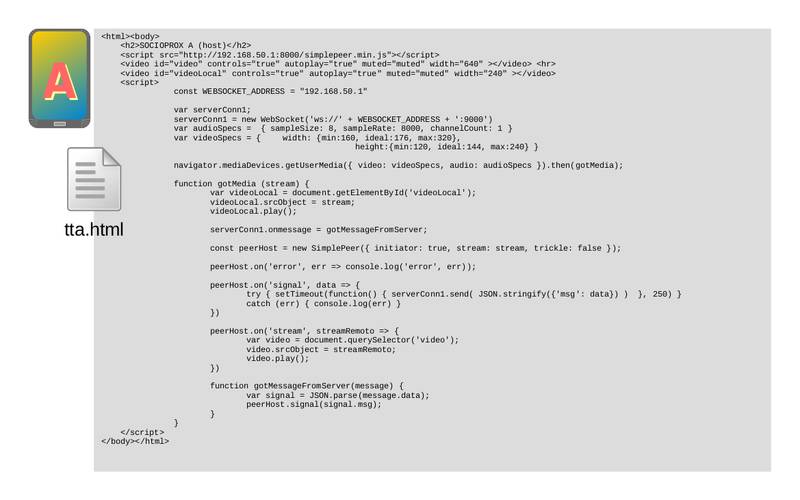 <html><body>
<h2>SOCIOPROX A (host)</h2>
<script src="http://192.168.50.1:8000/simplepeer.min.js"></script>
<video id="video" controls="true" autoplay="true" muted="muted" width="640" ></video> <hr>
<video id="videoLocal" controls="true" autoplay="true" muted="muted" width="240" ></video>
<script>
const WEBSOCKET_ADDRESS = "192.168.50.1"
var serverConn1;
serverConn1 = new WebSocket('ws://' + WEBSOCKET_ADDRESS + ':9000')
var audioSpecs = { sampleSize: 8, sampleRate: 8000, channelCount: 1 }
var videoSpecs = { width: {min:160, ideal:176, max:320},
height:{min:120, ideal:144, max:240} }
navigator.mediaDevices.getUserMedia({ video: videoSpecs, audio: audioSpecs }).then(gotMedia);
function gotMedia (stream) {
var videoLocal = document.getElementById('videoLocal');
videoLocal.srcObject = stream;
videoLocal.play();
serverConn1.onmessage = gotMessageFromServer;
const peerHost = new SimplePeer({ initiator: true, stream: stream, trickle: false });
peerHost.on('error', err => console.log('error', err));
peerHost.on('signal', data => {
try { setTimeout(function() { serverConn1.send( JSON.stringify({'msg': data}) ) }, 250) }
catch (err) { console.log(err) }
})
peerHost.on('stream', streamRemoto => {
var video = document.querySelector('video');
video.srcObject = streamRemoto;
video.play();
})
function gotMessageFromServer(message) {
var signal = JSON.parse(message.data);
peerHost.signal(signal.msg);
}
}
</script>
</body></html>
A
tta.html